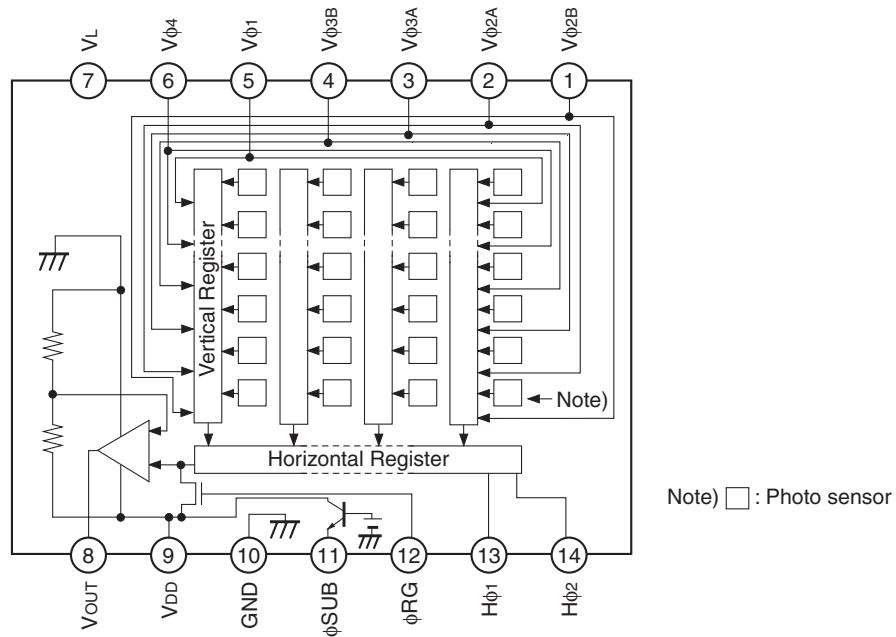 VL
Vϕ4
Vϕ1
Vϕ3B
Vϕ3A
Vϕ2A
Vϕ2B
7
6
5
4
3
2
1
Vertical Register
Note)
Horizontal Register
Note) : Photo sensor
8
9
10
11
12
13
14
VOUT
VDD
GND
ϕSUB
ϕRG
Hϕ1
Hϕ2